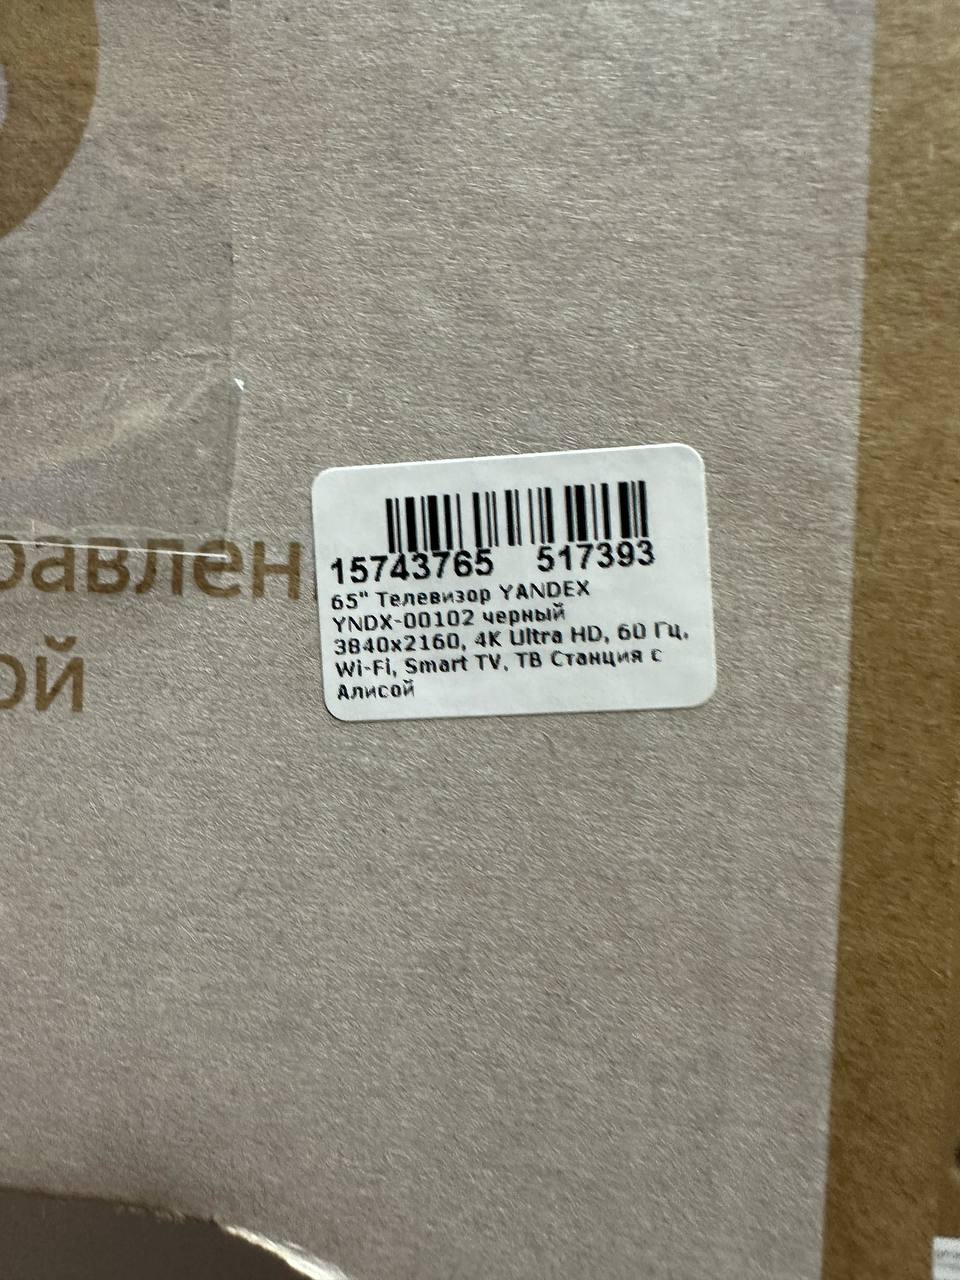 15743765 517393
65" Телевизор YANDEX
YNDX-00102 черный
3840x2160, 4K Ultra HD, 60 Гц,
Wi-Fi, Smart TV, ТВ Станция с
Алисой
равлен
ой